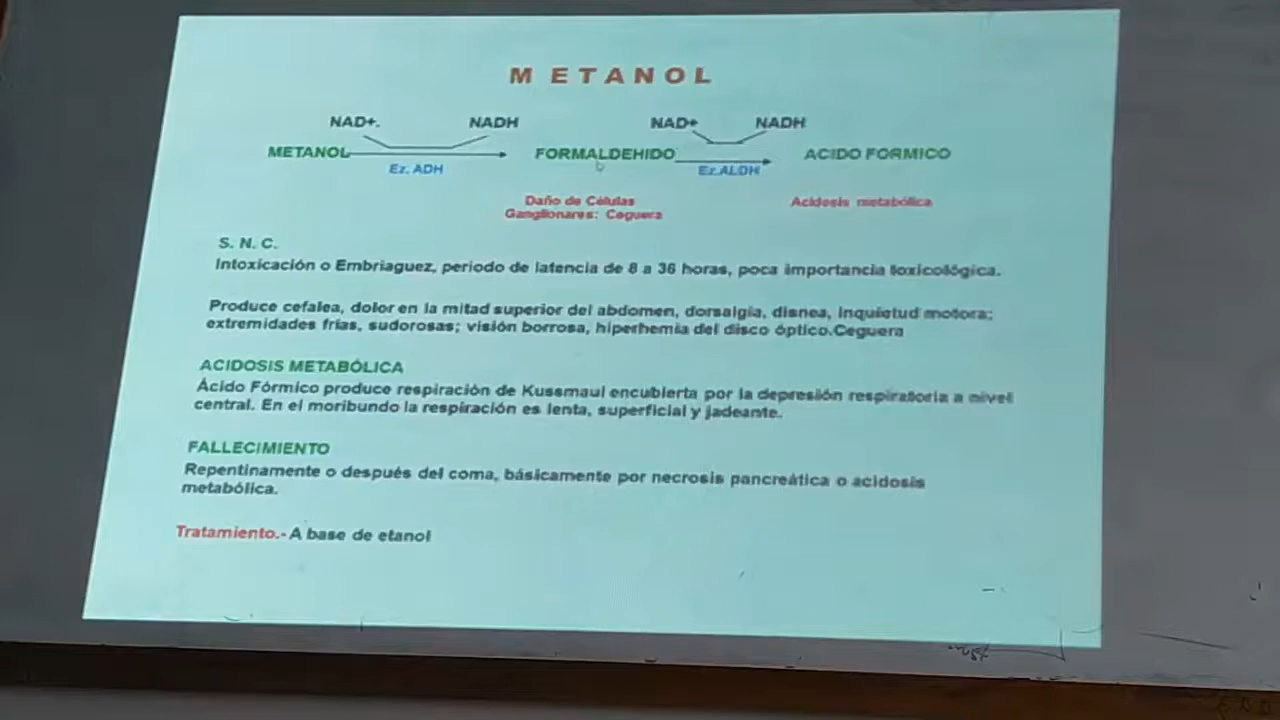 METANOL
NAD+. NADH NAD+ NADH
METANOL FORMALDEHIDO ACIDO FORMICO
Ez. ADH Ez.ALDH
Daño de Células Acidosis metabólica
Ganglionares: Ceguera
S. N. C.
Intoxicación o Embriaguez, periodo de latencia de 8 a 36 horas, poca importancia toxicológica.
Produce cefalea, dolor en la mitad superior del abdomen, dorsalgia, disnea, Inquietud motora;
extremidades frías, sudorosas; visión borrosa, hiperhemia del disco óptico.Ceguera
ACIDOSIS METABÓLICA
Ácido Fórmico produce respiración de Kussmaul encubierta por la depresión respiratoria a nivel
central. En el moribundo la respiración es lenta, superficial y jadeante.
FALLECIMIENTO
Repentinamente o después del coma, básicamente por necrosis pancreática o acidosis
metabólica.
Tratamiento.- A base de etanol